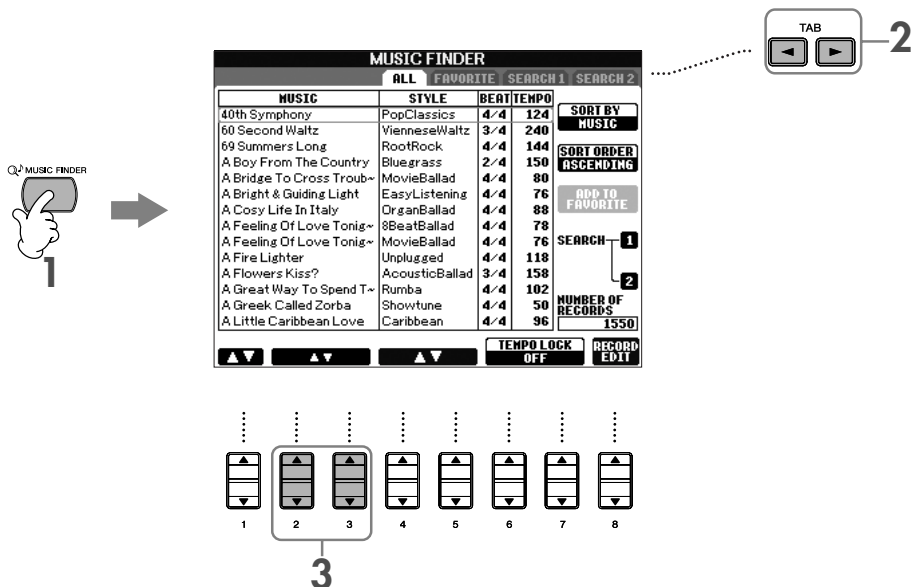 TAB
2
MUSIC FINDER
ALL FAVORITE SEARCH 1 SEARCH 2
MUSIC STYLE BEAT TEMPO
40th Symphony PopClassics 4/4 124
60 Second Waltz VienneseWaltz 3/4 240
69 Summers Long RootRock 4/4 144
A Boy From The Country Bluegrass 2/4 150
A Bridge To Cross Troub~ MovieBallad 4/4 80
A Bright & Guiding Light EasyListening 4/4 76
A Cosy Life In Italy OrganBallad 4/4 88
A Feeling Of Love Tonig~ 8BeatBallad 4/4 78
A Feeling Of Love Tonig~ MovieBallad 4/4 76
A Fire Lighter Unplugged 4/4 118
A Flowers Kiss? AcousticBallad 3/4 158
A Great Way To Spend T~ Rumba 4/4 102
A Greek Called Zorba Showtune 4/4 50
A Little Caribbean Love Caribbean 4/4 96
SORT BY
MUSIC
SORT ORDER
ASCENDING
ADD TO
FAVORITE
SEARCH 1
2
NUMBER OF
RECORDS
1550
TEMPO LOCK
OFF
RECORD
EDIT
MUSIC FINDER
1
1 2 3 4 5 6 7 8
3